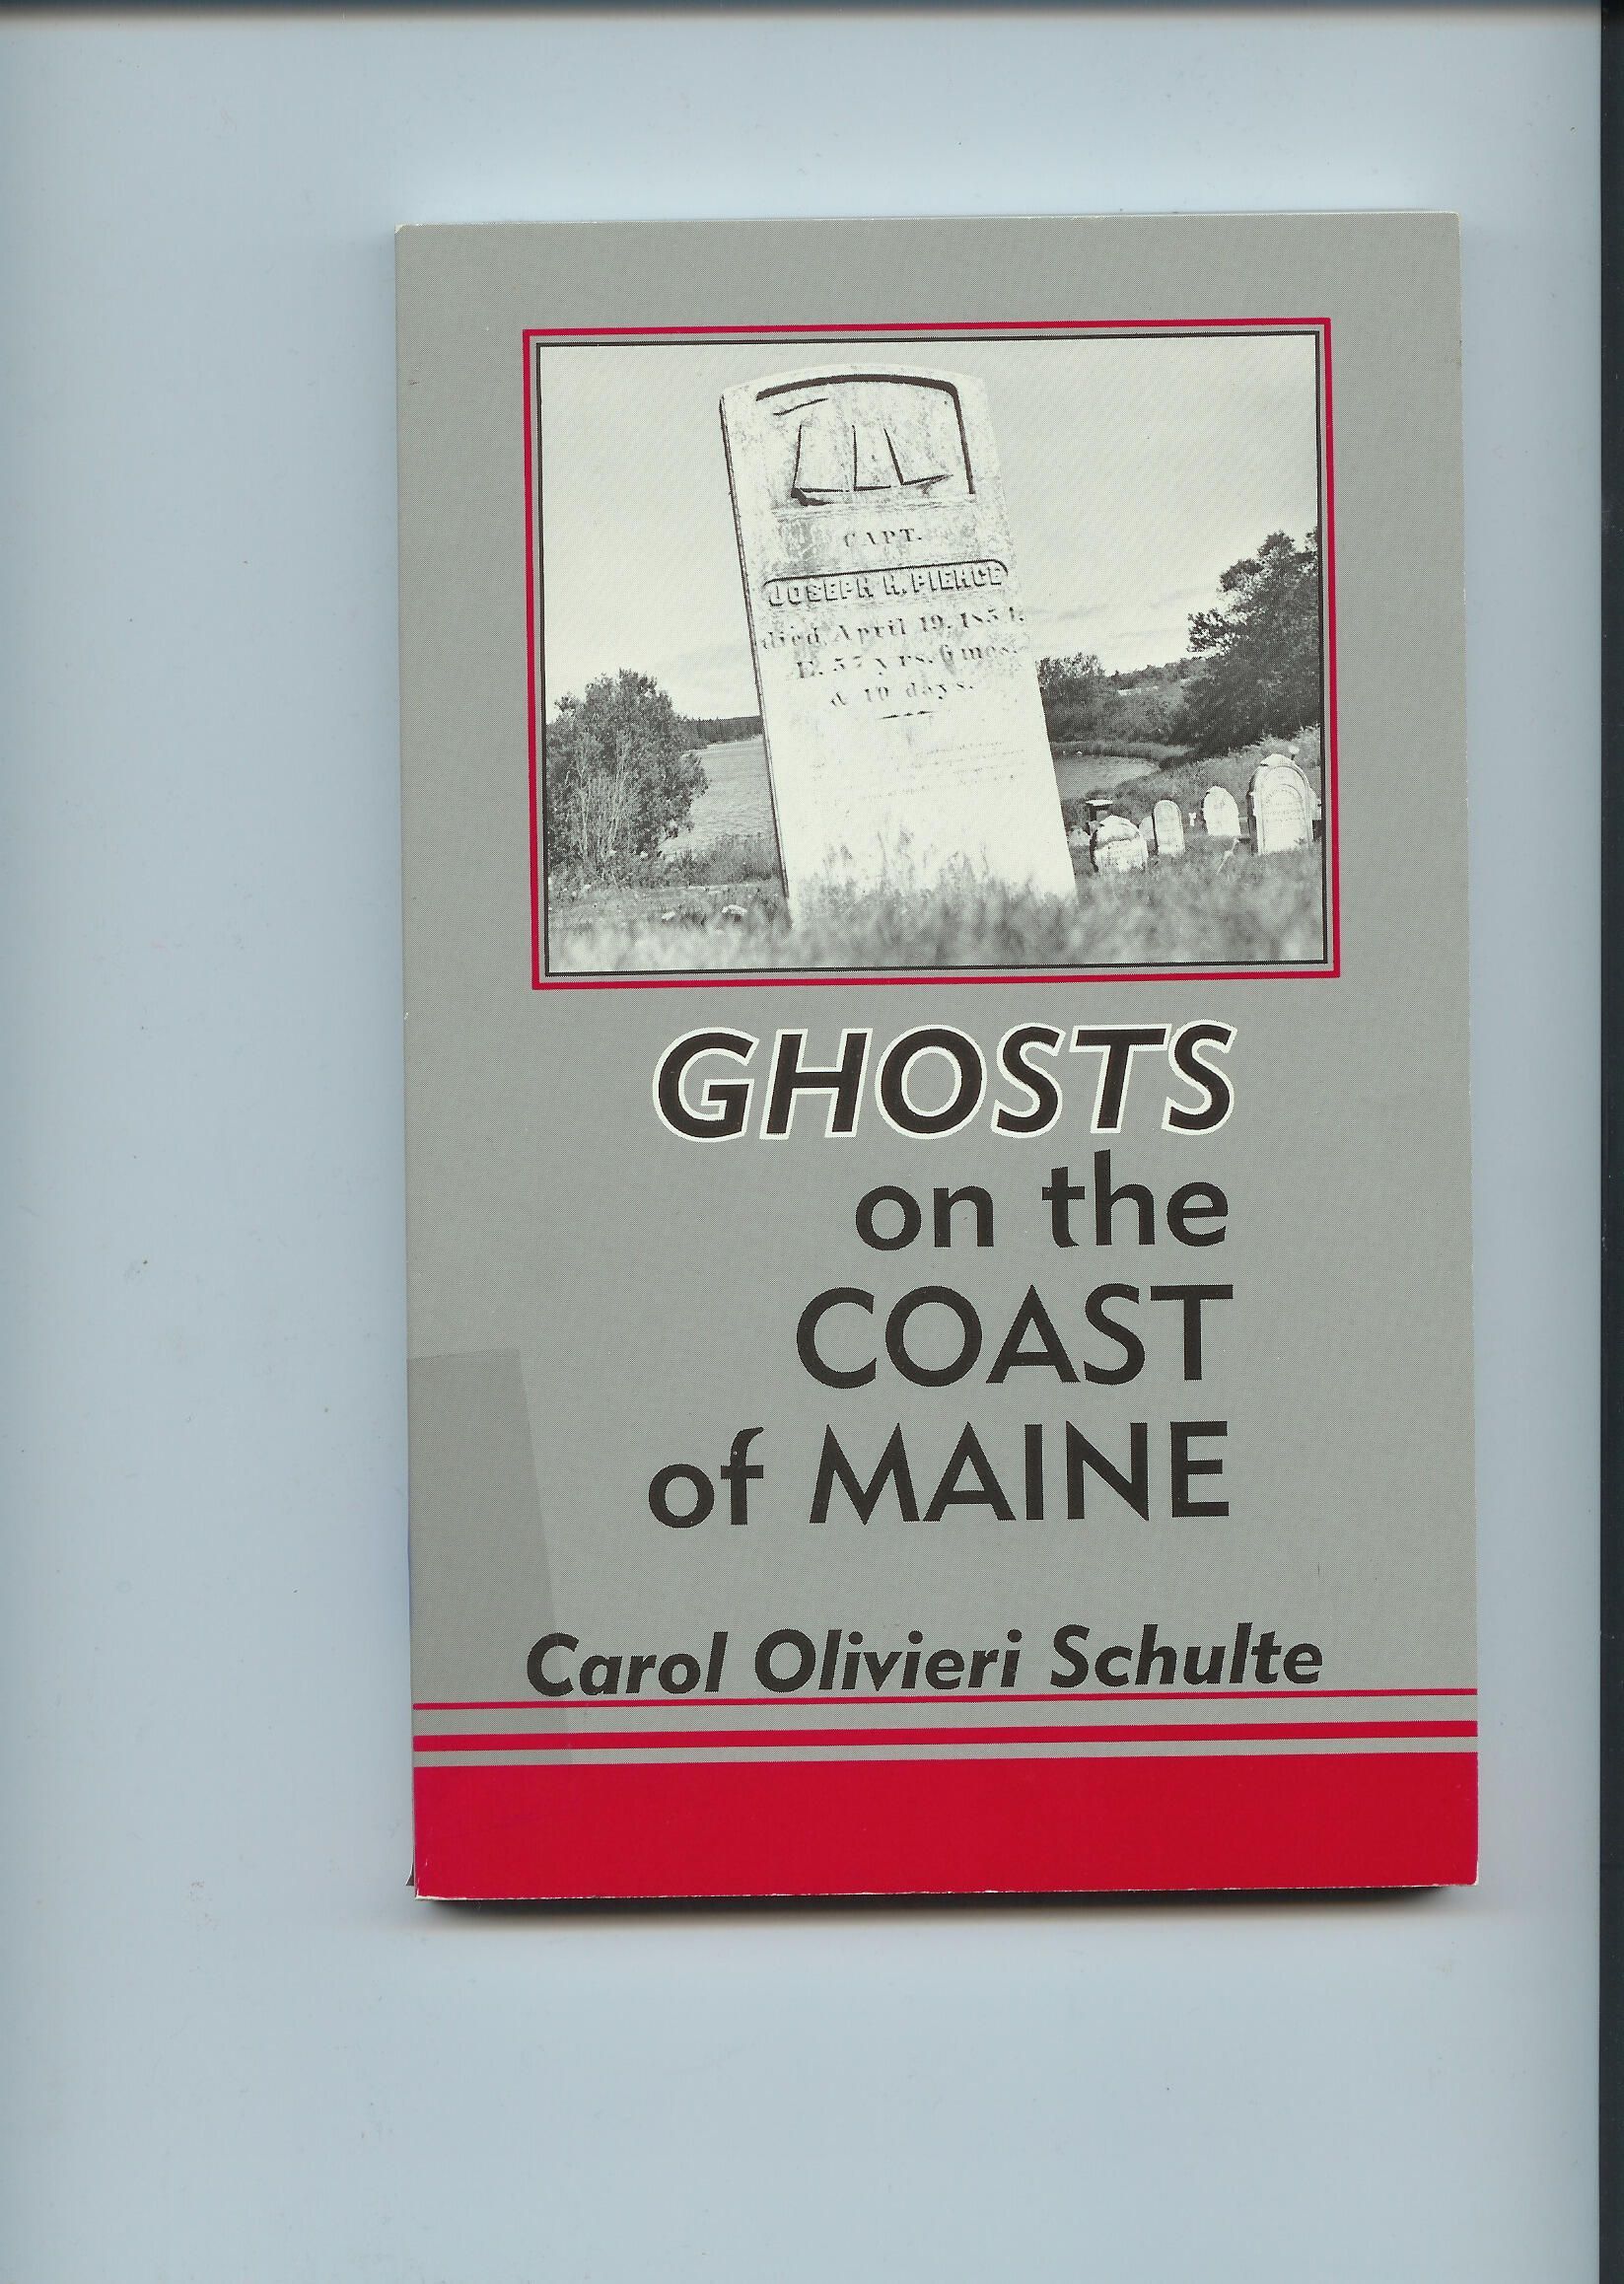 CAPT.
JOSEPH H. PIERCE
died April 19, 1854,
E. 57 yrs. 6 mos.
& 10 days.
GHOSTS
on the
COAST
of MAINE
Carol Olivieri Schulte